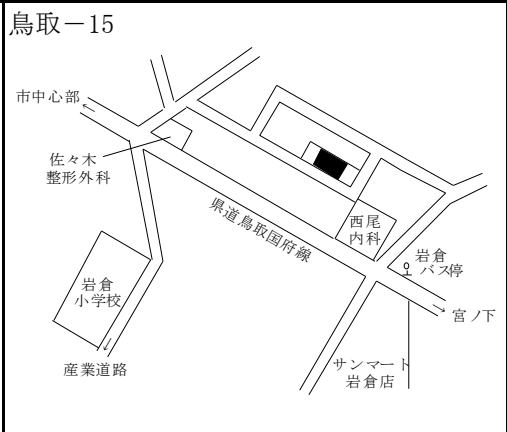 鳥取－15
市中心部
←
佐々木
整形外科
県道鳥取国府線
西尾
内科
岩倉
バス停
岩倉
小学校
→
宮ノ下
サンマート
岩倉店
←
産業道路